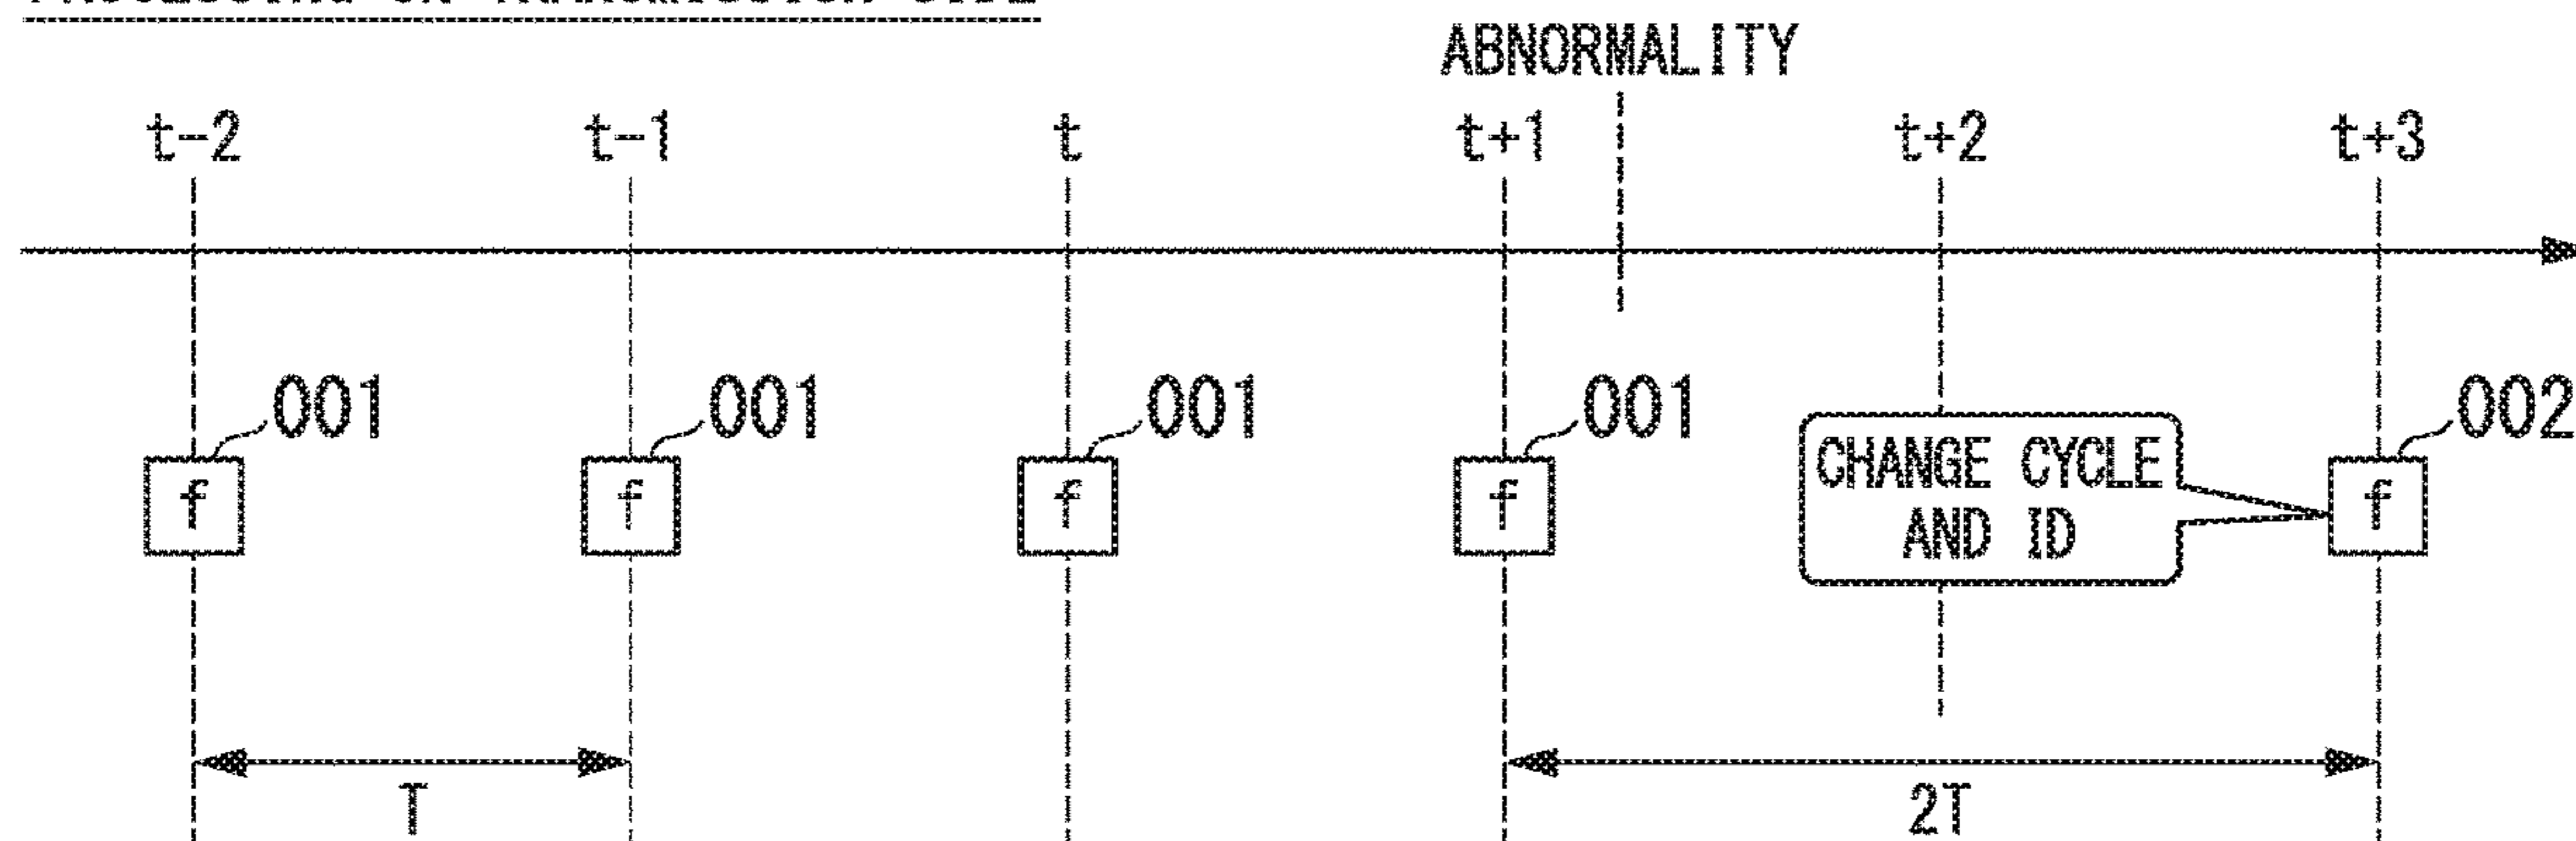 ABNORMALITY
t-2 t-1 t t+1 t+2 t+3
001 001 001 001 002
f f f f CHANGE CYCLE AND ID f
T 2T